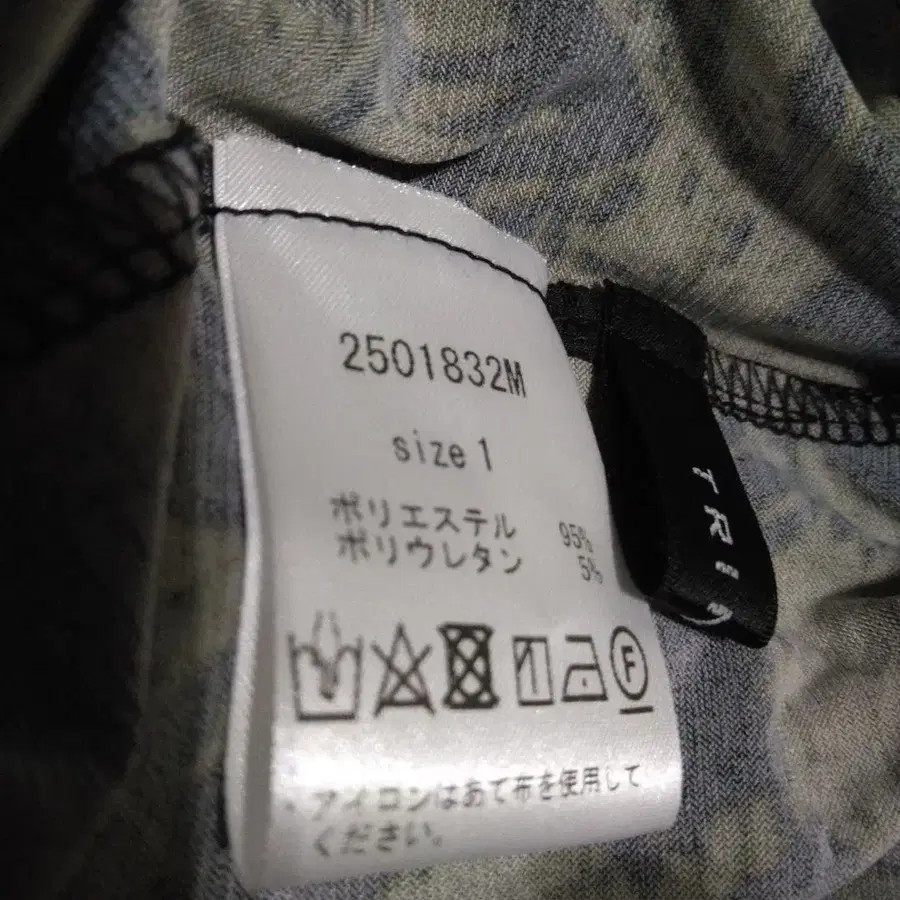 2501832M
size 1
ポリエステル 95%
ポリウレタン 5%
F
・アイロンはあて布を使用して
ください。